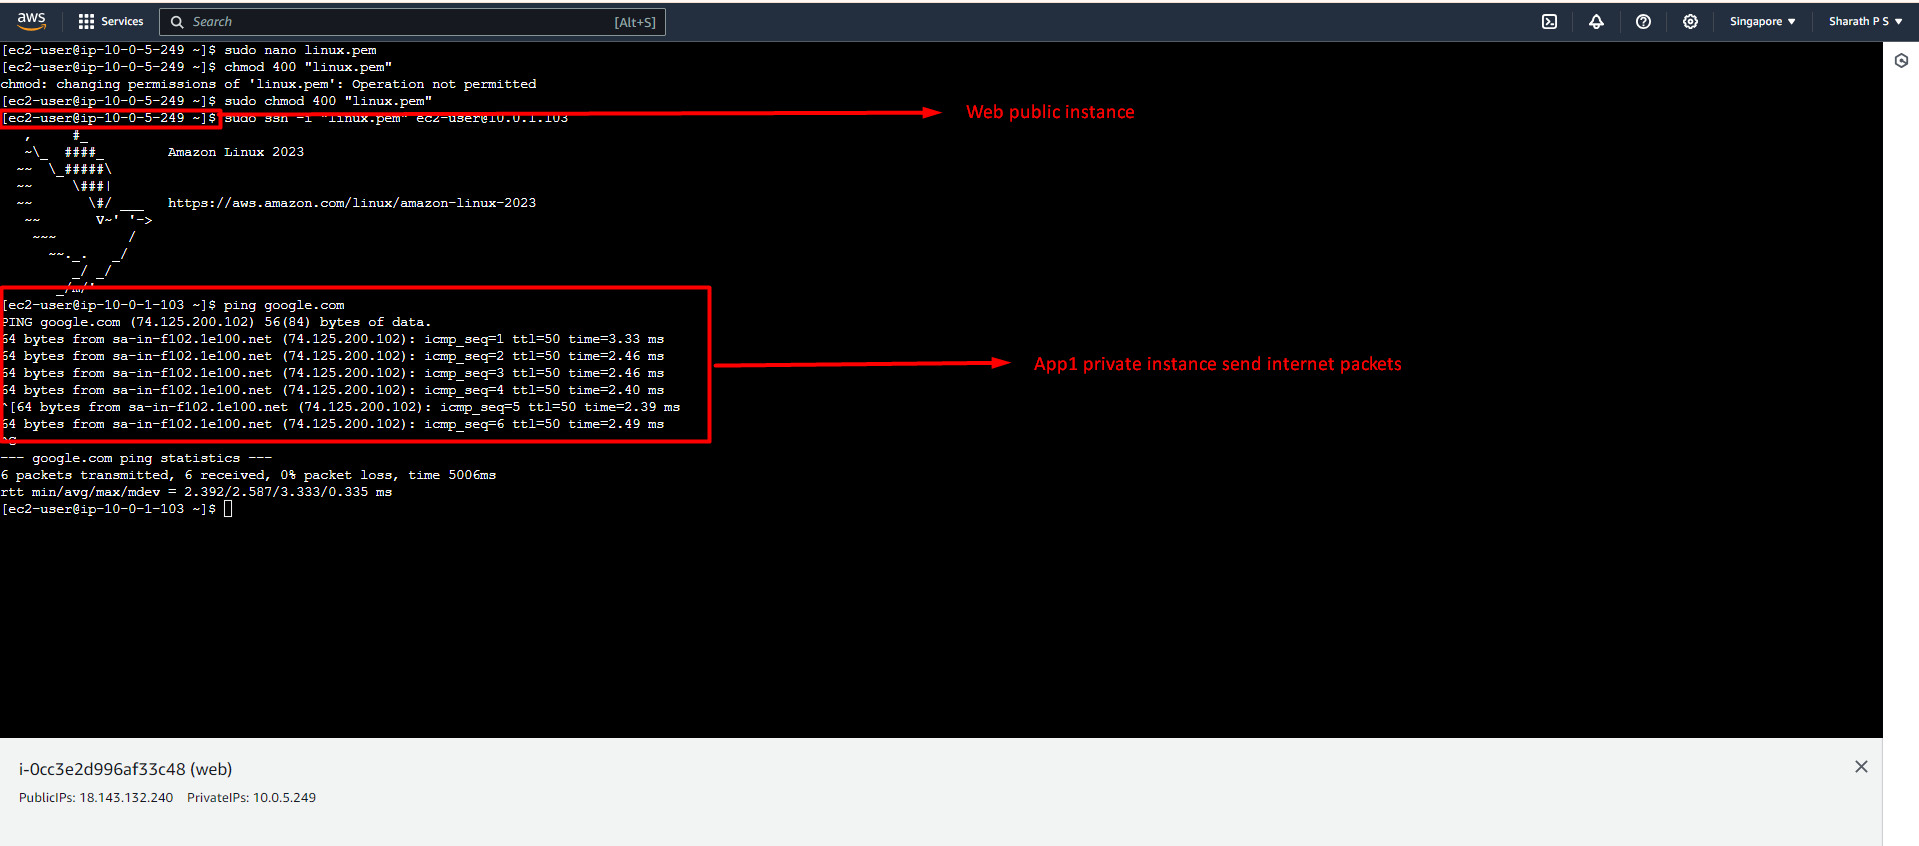 aws Services Search [Alt+S] Singapore Sharath P S
[ec2-user@ip-10-0-5-249 ~]$ sudo nano linux.pem
[ec2-user@ip-10-0-5-249 ~]$ chmod 400 "linux.pem"
chmod: changing permissions of 'linux.pem': Operation not permitted
[ec2-user@ip-10-0-5-249 ~]$ sudo chmod 400 "linux.pem"
[ec2-user@ip-10-0-5-249 ~]$ sudo ssh -i "linux.pem" ec2-user@10.0.1.103
Web public instance
   ,     #_
   ~\_  ####_        Amazon Linux 2023
  ~~  \_#####\
  ~~     \###|
  ~~       \#/ ___   https://aws.amazon.com/linux/amazon-linux-2023
   ~~       V~' '->
    ~~~         /
      ~~._.   _/
         _/ _/
       _/m/'
[ec2-user@ip-10-0-1-103 ~]$ ping google.com
PING google.com (74.125.200.102) 56(84) bytes of data.
64 bytes from sa-in-f102.1e100.net (74.125.200.102): icmp_seq=1 ttl=50 time=3.33 ms
64 bytes from sa-in-f102.1e100.net (74.125.200.102): icmp_seq=2 ttl=50 time=2.46 ms
App1 private instance send internet packets
64 bytes from sa-in-f102.1e100.net (74.125.200.102): icmp_seq=3 ttl=50 time=2.46 ms
64 bytes from sa-in-f102.1e100.net (74.125.200.102): icmp_seq=4 ttl=50 time=2.40 ms
^[64 bytes from sa-in-f102.1e100.net (74.125.200.102): icmp_seq=5 ttl=50 time=2.39 ms
64 bytes from sa-in-f102.1e100.net (74.125.200.102): icmp_seq=6 ttl=50 time=2.49 ms
^C
--- google.com ping statistics ---
6 packets transmitted, 6 received, 0% packet loss, time 5006ms
rtt min/avg/max/mdev = 2.392/2.587/3.333/0.335 ms
[ec2-user@ip-10-0-1-103 ~]$
i-0cc3e2d996af33c48 (web)
PublicIPs: 18.143.132.240 PrivateIPs: 10.0.5.249